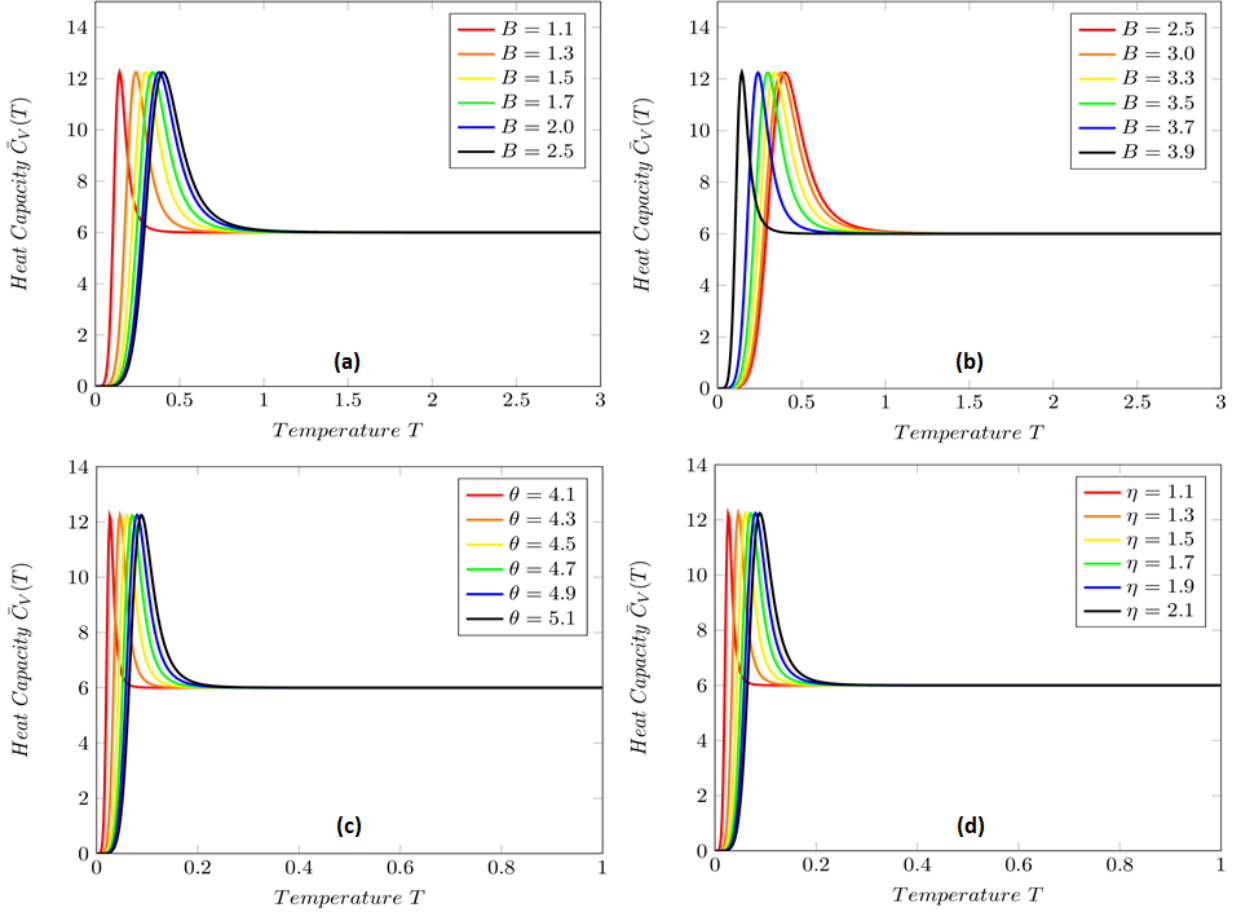 14
12
10
8
6
4
2
0
0 0.5 1 1.5 2 2.5 3
Heat Capacity C̄_V(T)
Temperature T
B = 1.1
B = 1.3
B = 1.5
B = 1.7
B = 2.0
B = 2.5
(a)
14
12
10
8
6
4
2
0
0 0.5 1 1.5 2 2.5 3
Heat Capacity C̄_V(T)
Temperature T
B = 2.5
B = 3.0
B = 3.3
B = 3.5
B = 3.7
B = 3.9
(b)
14
12
10
8
6
4
2
0
0 0.2 0.4 0.6 0.8 1
Heat Capacity C̄_V(T)
Temperature T
θ = 4.1
θ = 4.3
θ = 4.5
θ = 4.7
θ = 4.9
θ = 5.1
(c)
14
12
10
8
6
4
2
0
0 0.2 0.4 0.6 0.8 1
Heat Capacity C̄_V(T)
Temperature T
η = 1.1
η = 1.3
η = 1.5
η = 1.7
η = 1.9
η = 2.1
(d)